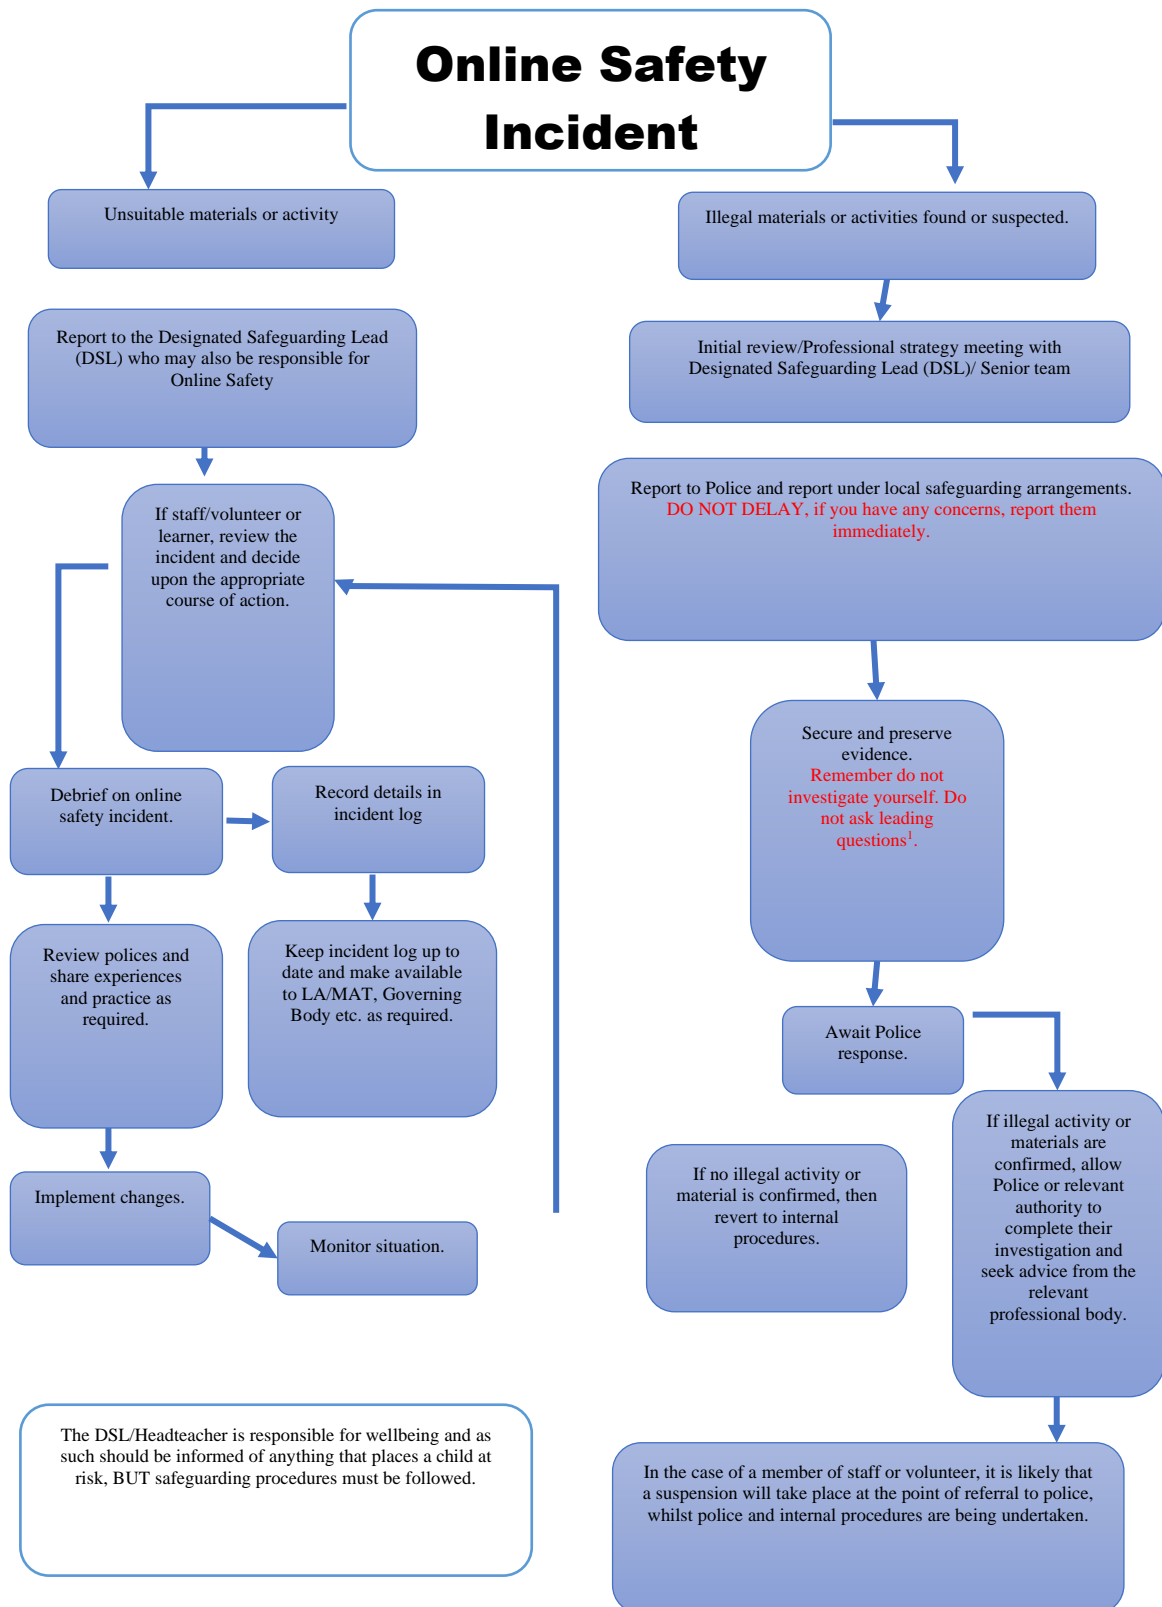 Online Safety
Incident
Unsuitable materials or activity
Report to the Designated Safeguarding Lead
(DSL) who may also be responsible for
Online Safety
If staff/volunteer or
learner, review the
incident and decide
upon the appropriate
course of action.
Debrief on online
safety incident.
Record details in
incident log
Review polices and
share experiences
and practice as
required.
Keep incident log up to
date and make available
to LA/MAT, Governing
Body etc. as required.
Implement changes.
Monitor situation.
The DSL/Headteacher is responsible for wellbeing and as
such should be informed of anything that places a child at
risk, BUT safeguarding procedures must be followed.
Illegal materials or activities found or suspected.
Initial review/Professional strategy meeting with
Designated Safeguarding Lead (DSL)/ Senior team
Report to Police and report under local safeguarding arrangements.
DO NOT DELAY, if you have any concerns, report them
immediately.
Secure and preserve
evidence.
Remember do not
investigate yourself. Do
not ask leading
questions¹.
Await Police
response.
If no illegal activity or
material is confirmed, then
revert to internal
procedures.
If illegal activity or
materials are
confirmed, allow
Police or relevant
authority to
complete their
investigation and
seek advice from the
relevant
professional body.
In the case of a member of staff or volunteer, it is likely that
a suspension will take place at the point of referral to police,
whilst police and internal procedures are being undertaken.